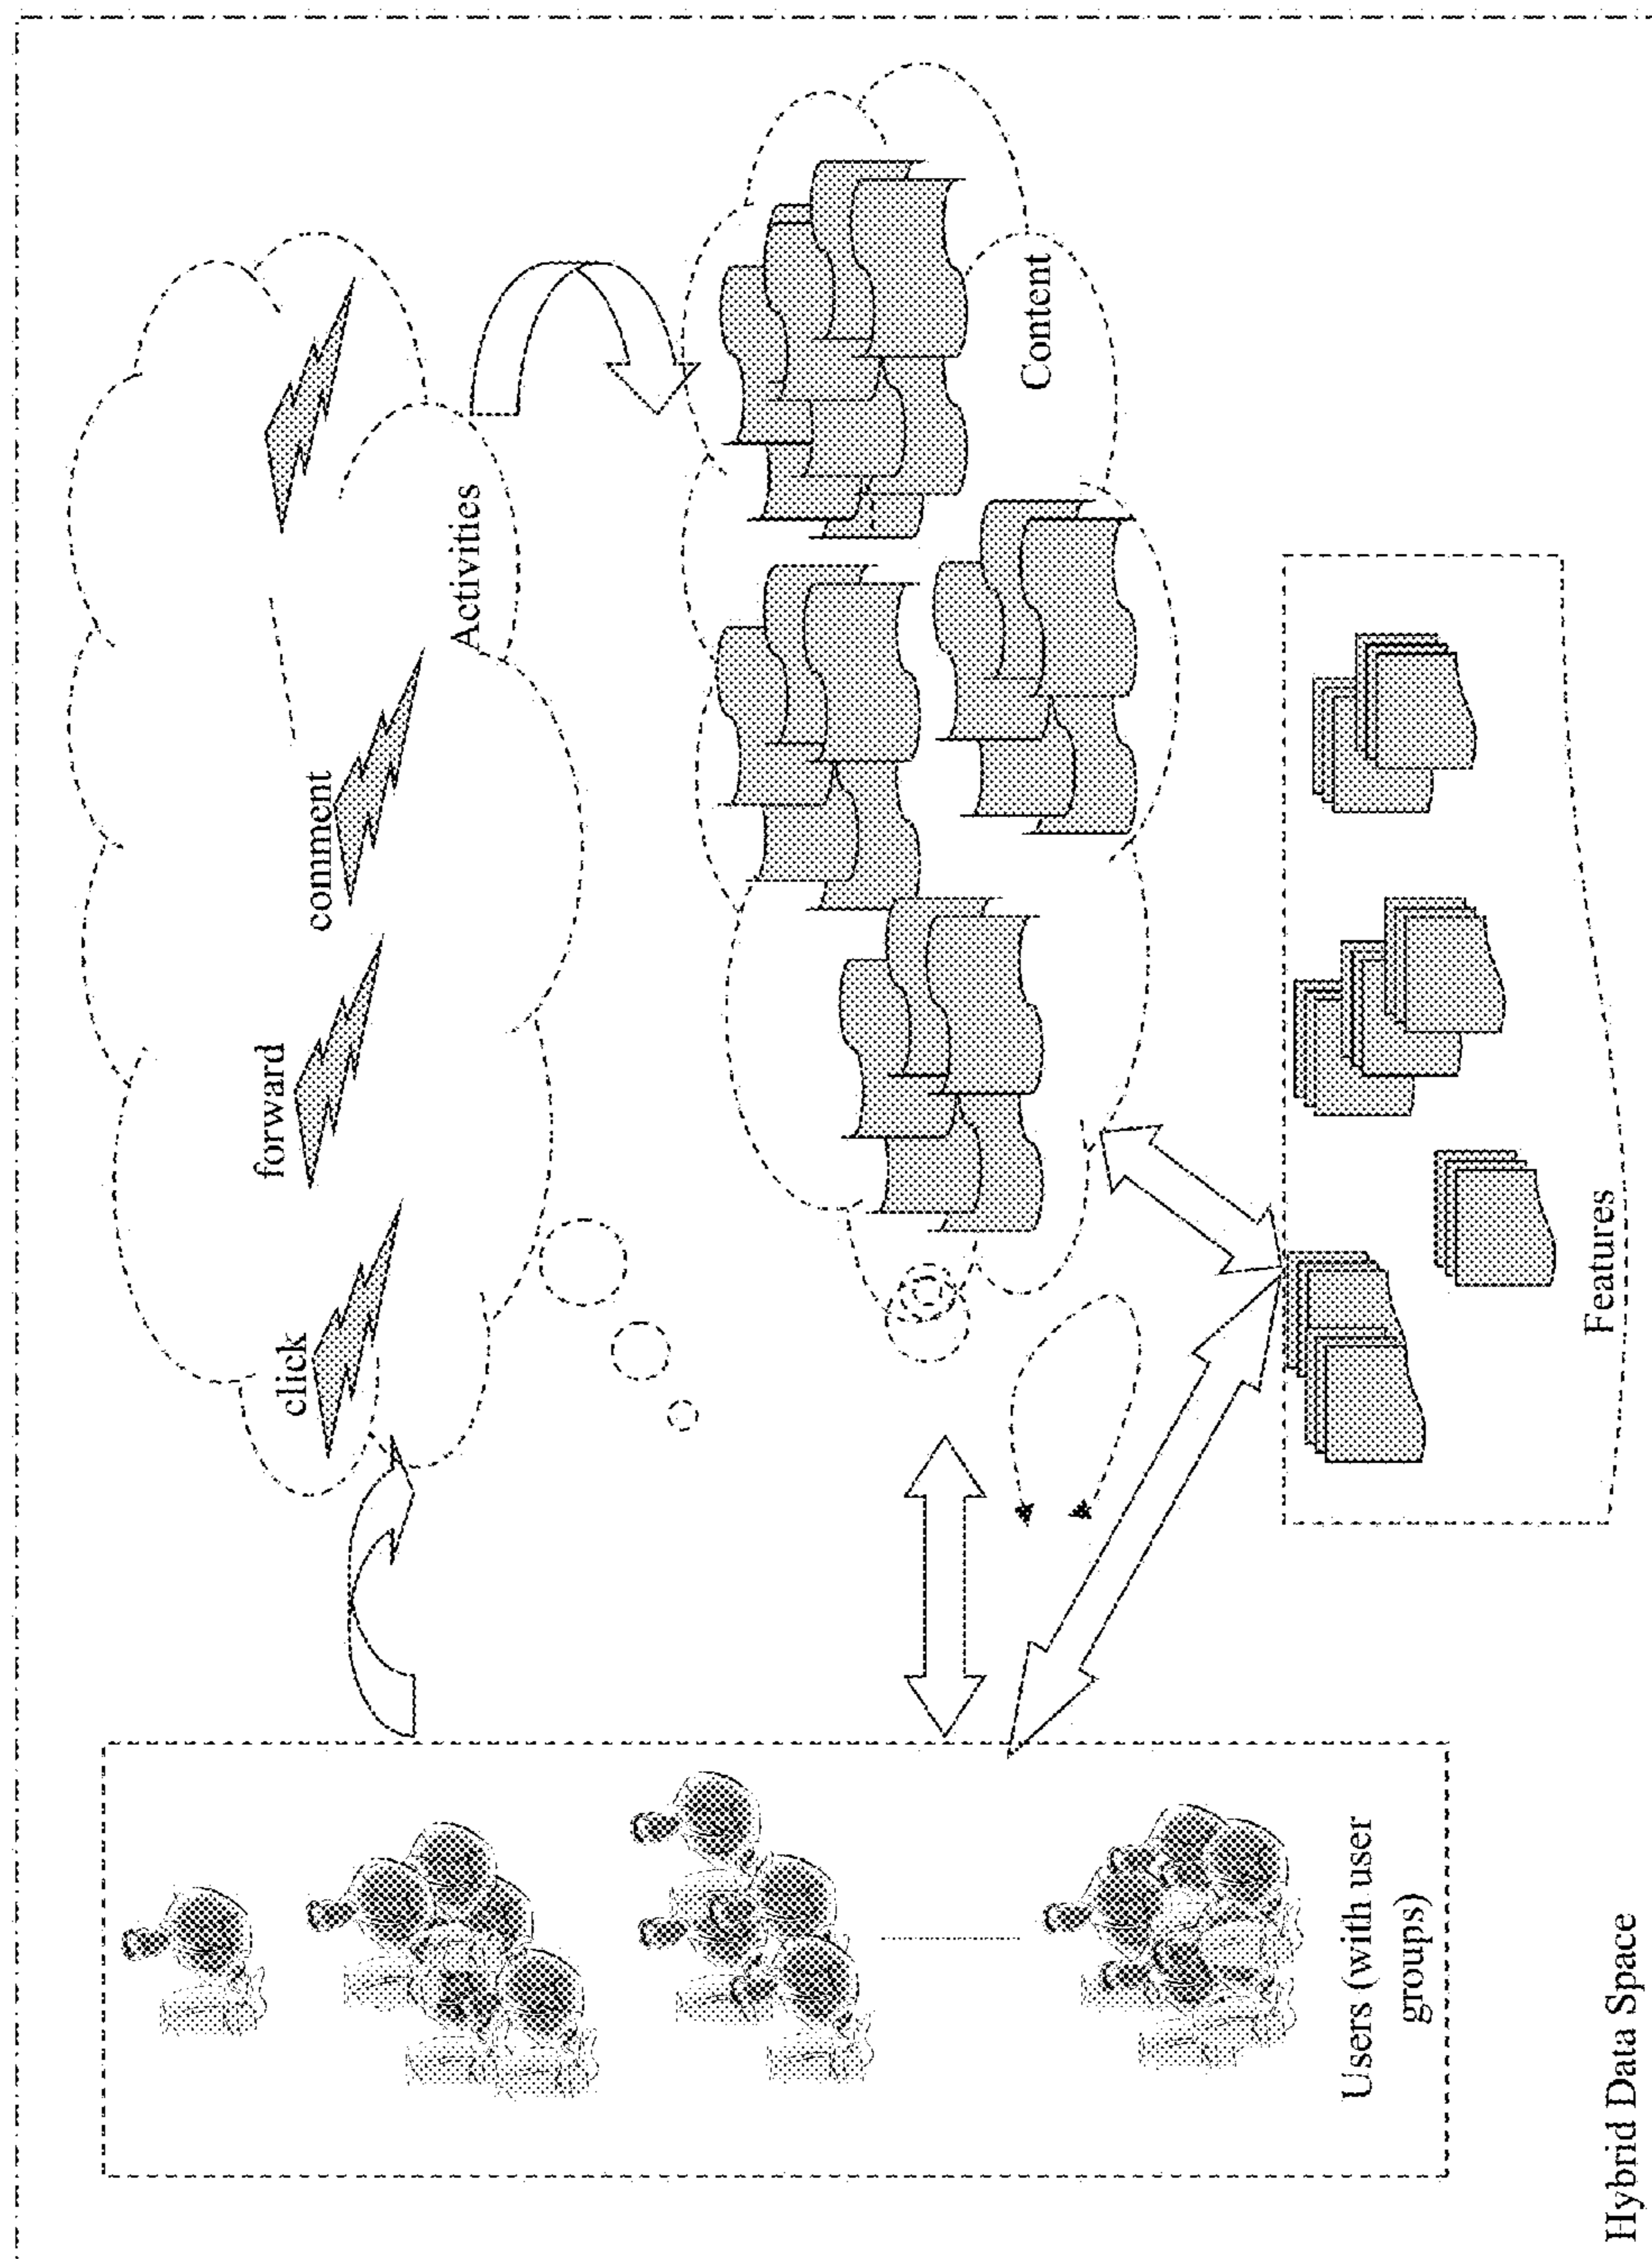 click
forward
comment
Activities
Content
Users (with user
groups)
Features
Hybrid Data Space